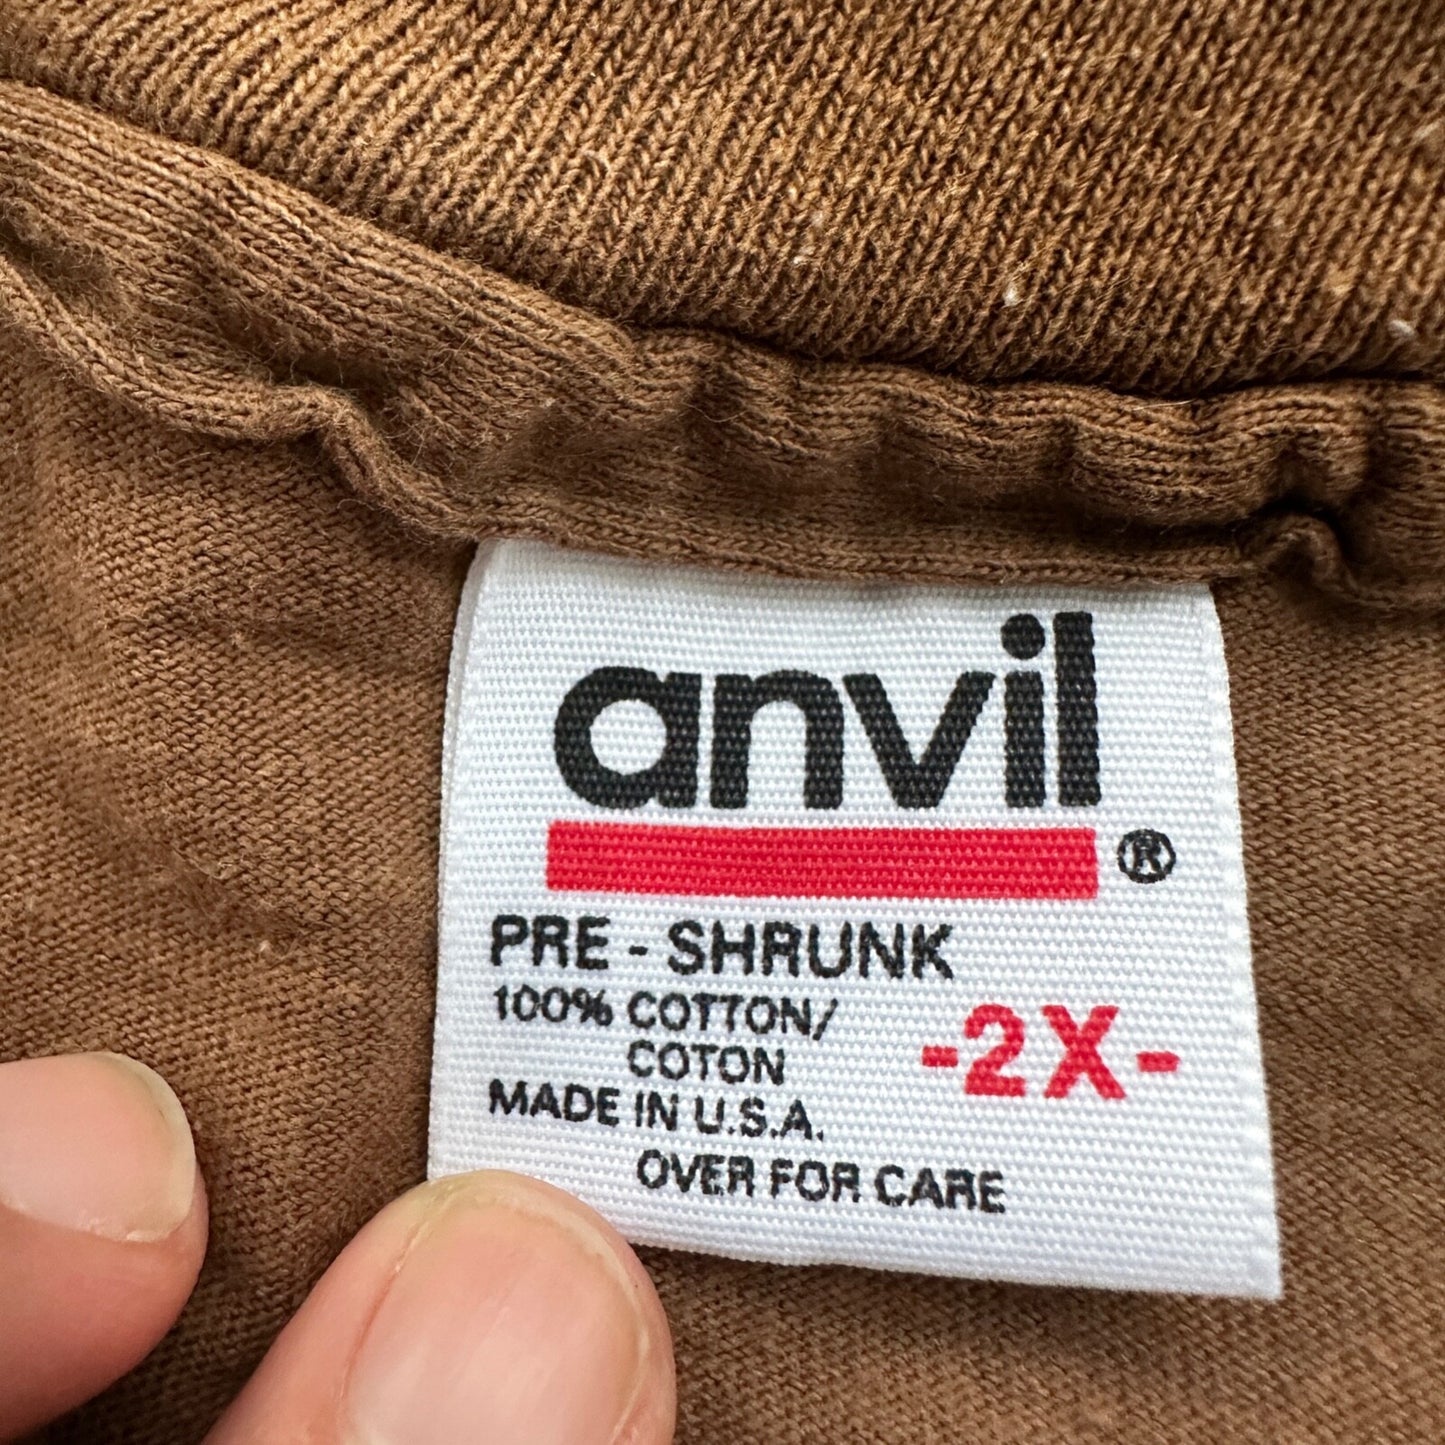 anvil
®
PRE - SHRUNK
100% COTTON/
COTON
-2X-
MADE IN U.S.A.
OVER FOR CARE